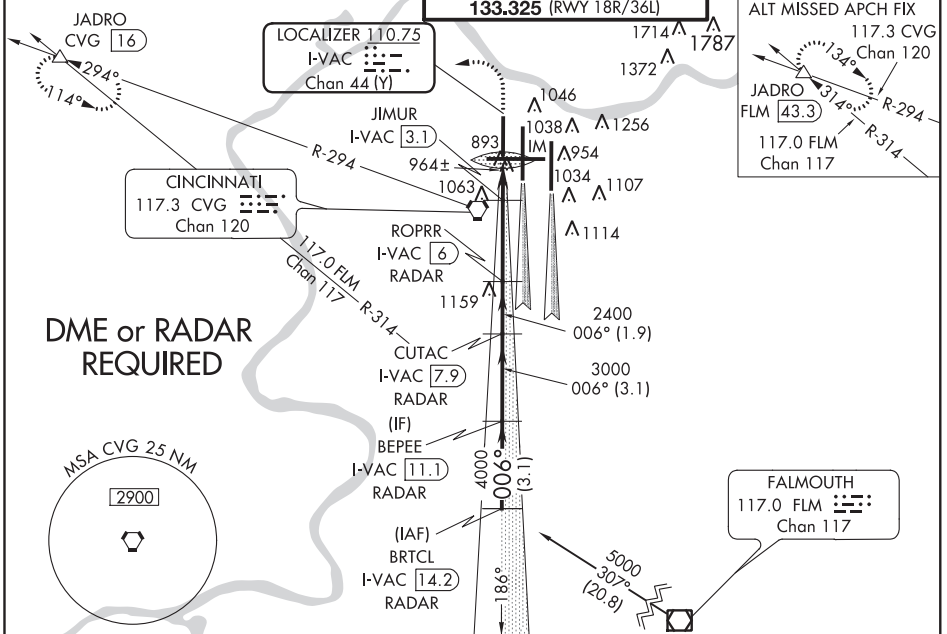 133.325 (RWY 18R/36L)
JADRO
CVG 16
294°
114°
LOCALIZER 110.75
I-VAC
Chan 44 (Y)
1714
1787
1372
ALT MISSED APCH FIX
117.3 CVG
Chan 120
134°
314°
JADRO
FLM 43.3
R-294
R-314
117.0 FLM
Chan 117
JIMUR
I-VAC 3.1
1046
1038
1256
IM
893
954
964±
1034
1063
1107
1114
R-294
CINCINNATI
117.3 CVG
Chan 120
117.0 FLM
Chan 117
R-314
ROPRR
I-VAC 6
RADAR
1159
2400
006° (1.9)
DME or RADAR
REQUIRED
CUTAC
I-VAC 7.9
RADAR
3000
006° (3.1)
(IF)
BEPEE
I-VAC 11.1
RADAR
4000
006°
(3.1)
MSA CVG 25 NM
2900
(IAF)
BRTCL
I-VAC 14.2
RADAR
186°
FALMOUTH
117.0 FLM
Chan 117
5000
307°
(20.8)